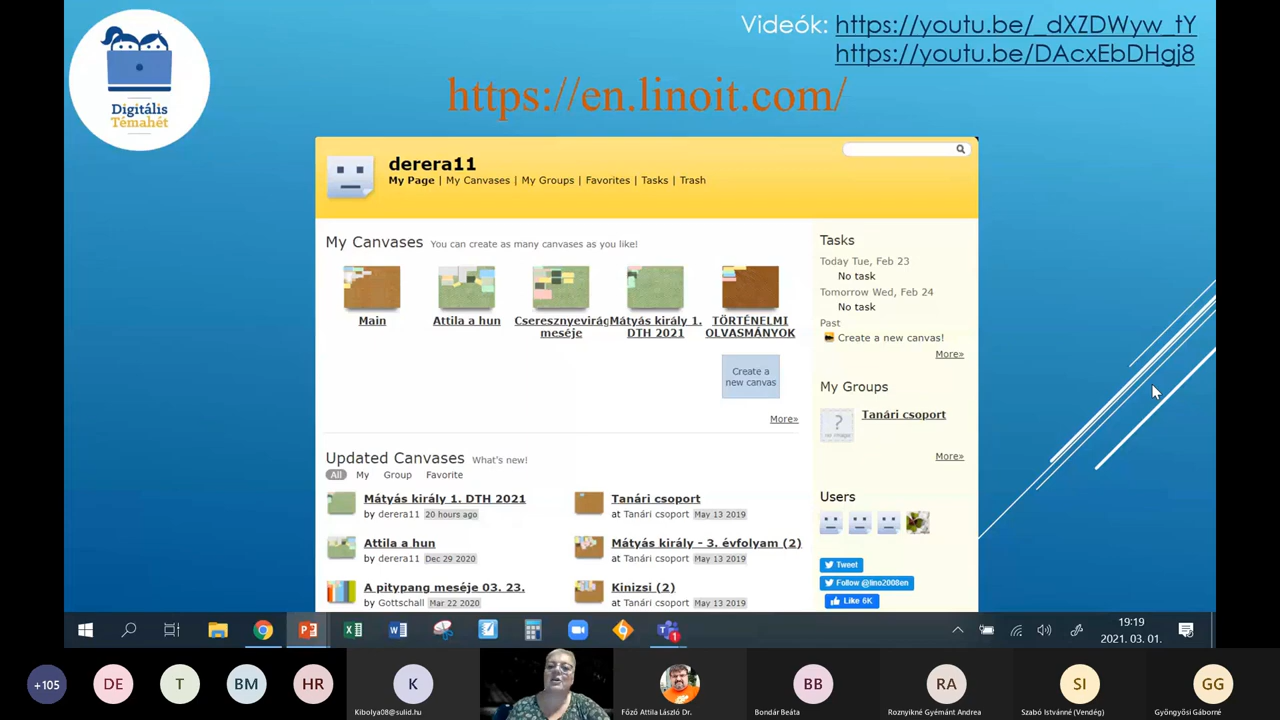 Videók: https://youtu.be/_dXZDWyw_tY
https://youtu.be/DAcxEbDHgj8
https://en.linoit.com/
Digitális
Témahét
derera11
My Page | My Canvases | My Groups | Favorites | Tasks | Trash
My Canvases You can create as many canvases as you like!
Main
Attila a hun
Cseresznyevirág
meséje
Mátyás király 1.
DTH 2021
TÖRTÉNELMI
OLVASMÁNYOK
Create a
new canvas
More»
Updated Canvases What's new!
All My Group Favorite
Mátyás király 1. DTH 2021
by derera11 20 hours ago
Attila a hun
by derera11 Dec 29 2020
A pitypang meséje 03. 23.
by Gottschall Mar 22 2020
Tanári csoport
at Tanári csoport May 13 2019
Mátyás király - 3. évfolyam (2)
at Tanári csoport May 13 2019
Kinizsi (2)
by Tanári csoport May 13 2019
Tasks
Today Tue, Feb 23
No task
Tomorrow Wed, Feb 24
No task
Past
Create a new canvas!
More»
My Groups
? no image
Tanári csoport
More»
Users
Tweet
Follow @lino2008en
Like 6K
19:19
2021. 03. 01.
+105
DE
T
BM
HR
K
Kibolya08@sulid.hu
Főző Attila László Dr.
BB
Bondár Beáta
RA
Roznyikné Gyémánt Andrea
SI
Szabó Istvánné (Vendég)
GG
Gyöngyösi Gáborné